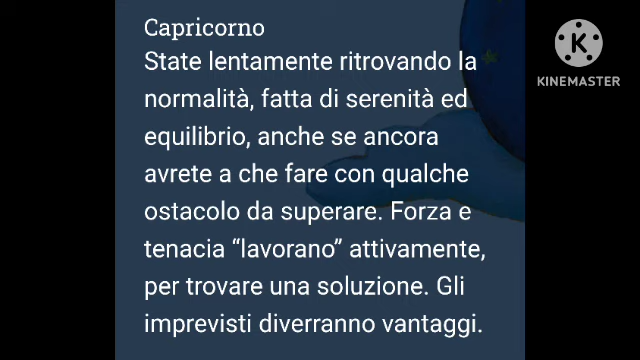 Capricorno
State lentamente ritrovando la
normalità, fatta di serenità ed
equilibrio, anche se ancora
avrete a che fare con qualche
ostacolo da superare. Forza e
tenacia “lavorano” attivamente,
per trovare una soluzione. Gli
imprevisti diverranno vantaggi.
K
KINEMASTER